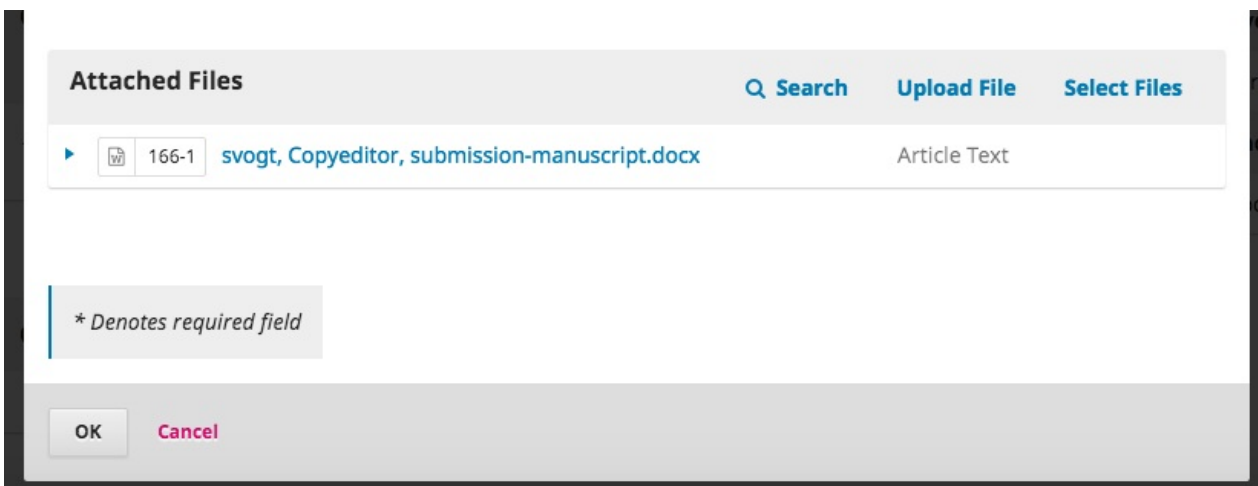 Attached Files
Search Upload File Select Files
166-1 svogt, Copyeditor, submission-manuscript.docx Article Text
* Denotes required field
OK Cancel